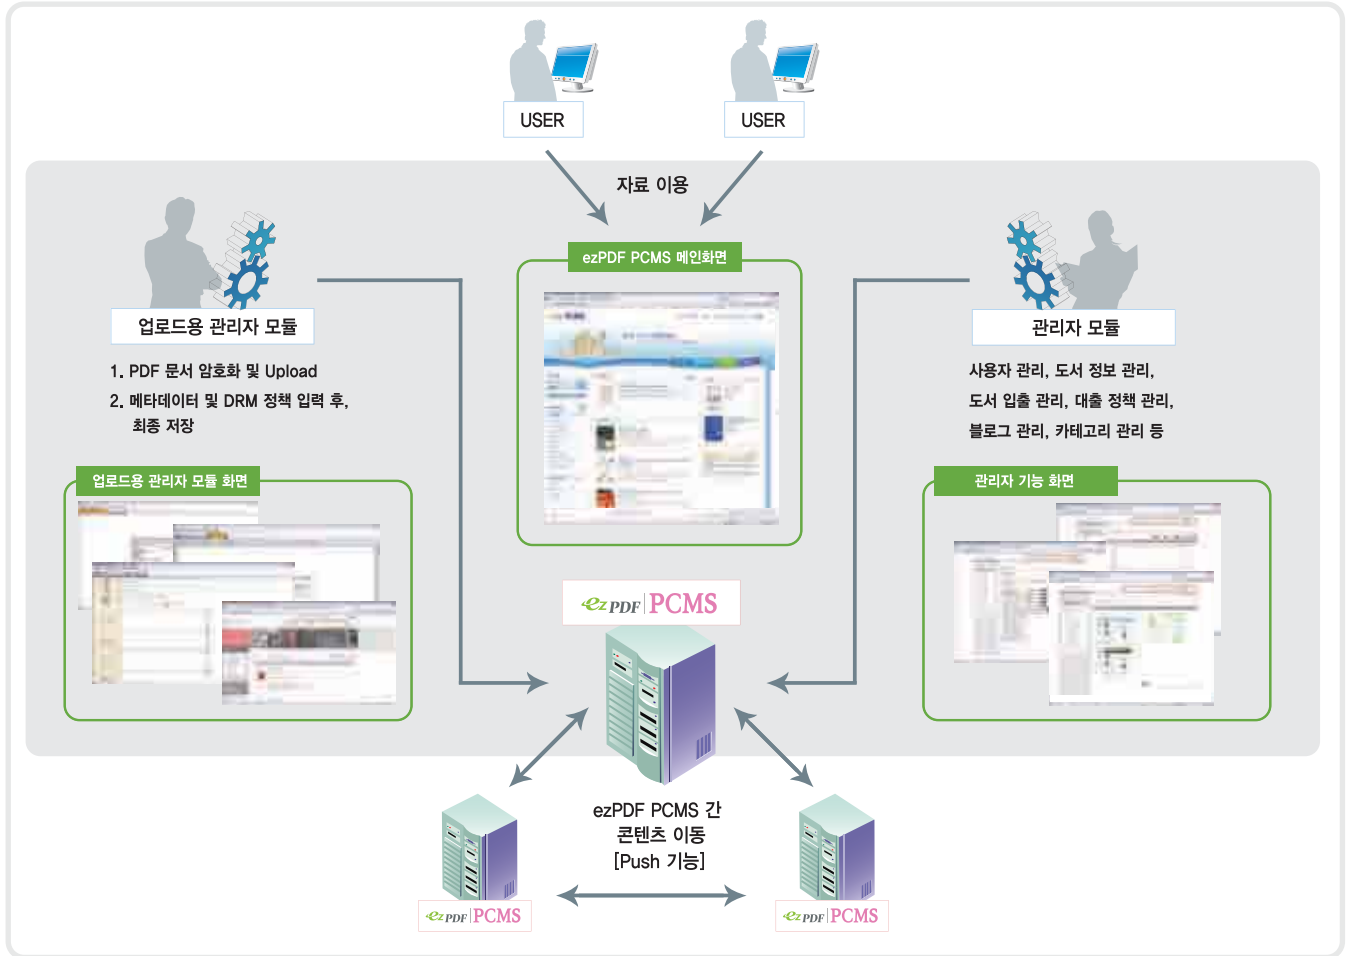 USER
USER
자료 이용
ezPDF PCMS 메인화면
업로드용 관리자 모듈
1. PDF 문서 암호화 및 Upload
2. 메타데이터 및 DRM 정책 입력 후,
최종 저장
업로드용 관리자 모듈 화면
관리자 모듈
사용자 관리, 도서 정보 관리,
도서 입출 관리, 대출 정책 관리,
블로그 관리, 카테고리 관리 등
관리자 기능 화면
ezPDF PCMS
ezPDF PCMS 간
콘텐츠 이동
[Push 기능]
ezPDF PCMS
ezPDF PCMS